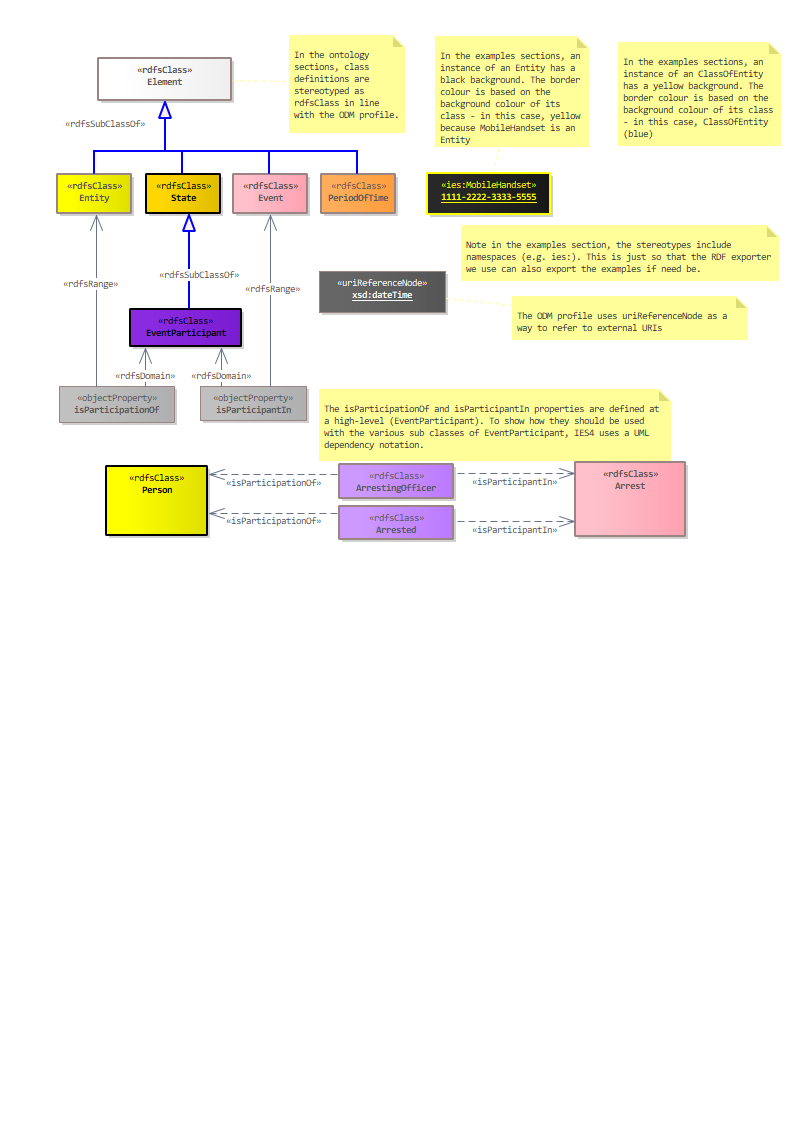 «rdfsClass»
Element
In the ontology
sections, class
definitions are
stereotyped as
rdfsClass in line
with the ODM profile.
In the examples sections, an
instance of an Entity has a
black background. The border
colour is based on the
background colour of its
class - in this case, yellow
because MobileHandset is an
Entity
In the examples sections, an
instance of an ClassOfEntity
has a yellow background. The
border colour is based on the
background colour of its class
- in this case, ClassOfEntity
(blue)
«rdfsSubClassOf»
«rdfsClass»
Entity
«rdfsClass»
State
«rdfsClass»
Event
«rdfsClass»
PeriodOfTime
«ies:MobileHandset»
1111-2222-3333-5555
Note in the examples section, the stereotypes include
namespaces (e.g. ies:). This is just so that the RDF exporter
we use can also export the examples if need be.
«rdfsSubClassOf»
«rdfsRange»
«rdfsRange»
«uriReferenceNode»
xsd:dateTime
The ODM profile uses uriReferenceNode as a
way to refer to external URIs
«rdfsClass»
EventParticipant
«rdfsDomain»
«rdfsDomain»
«objectProperty»
isParticipationOf
«objectProperty»
isParticipantIn
The isParticipationOf and isParticipantIn properties are defined at
a high-level (EventParticipant). To show how they should be used
with the various sub classes of EventParticipant, IES4 uses a UML
dependency notation.
«rdfsClass»
Person
«isParticipationOf»
«rdfsClass»
ArrestingOfficer
«isParticipantIn»
«rdfsClass»
Arrest
«isParticipationOf»
«rdfsClass»
Arrested
«isParticipantIn»